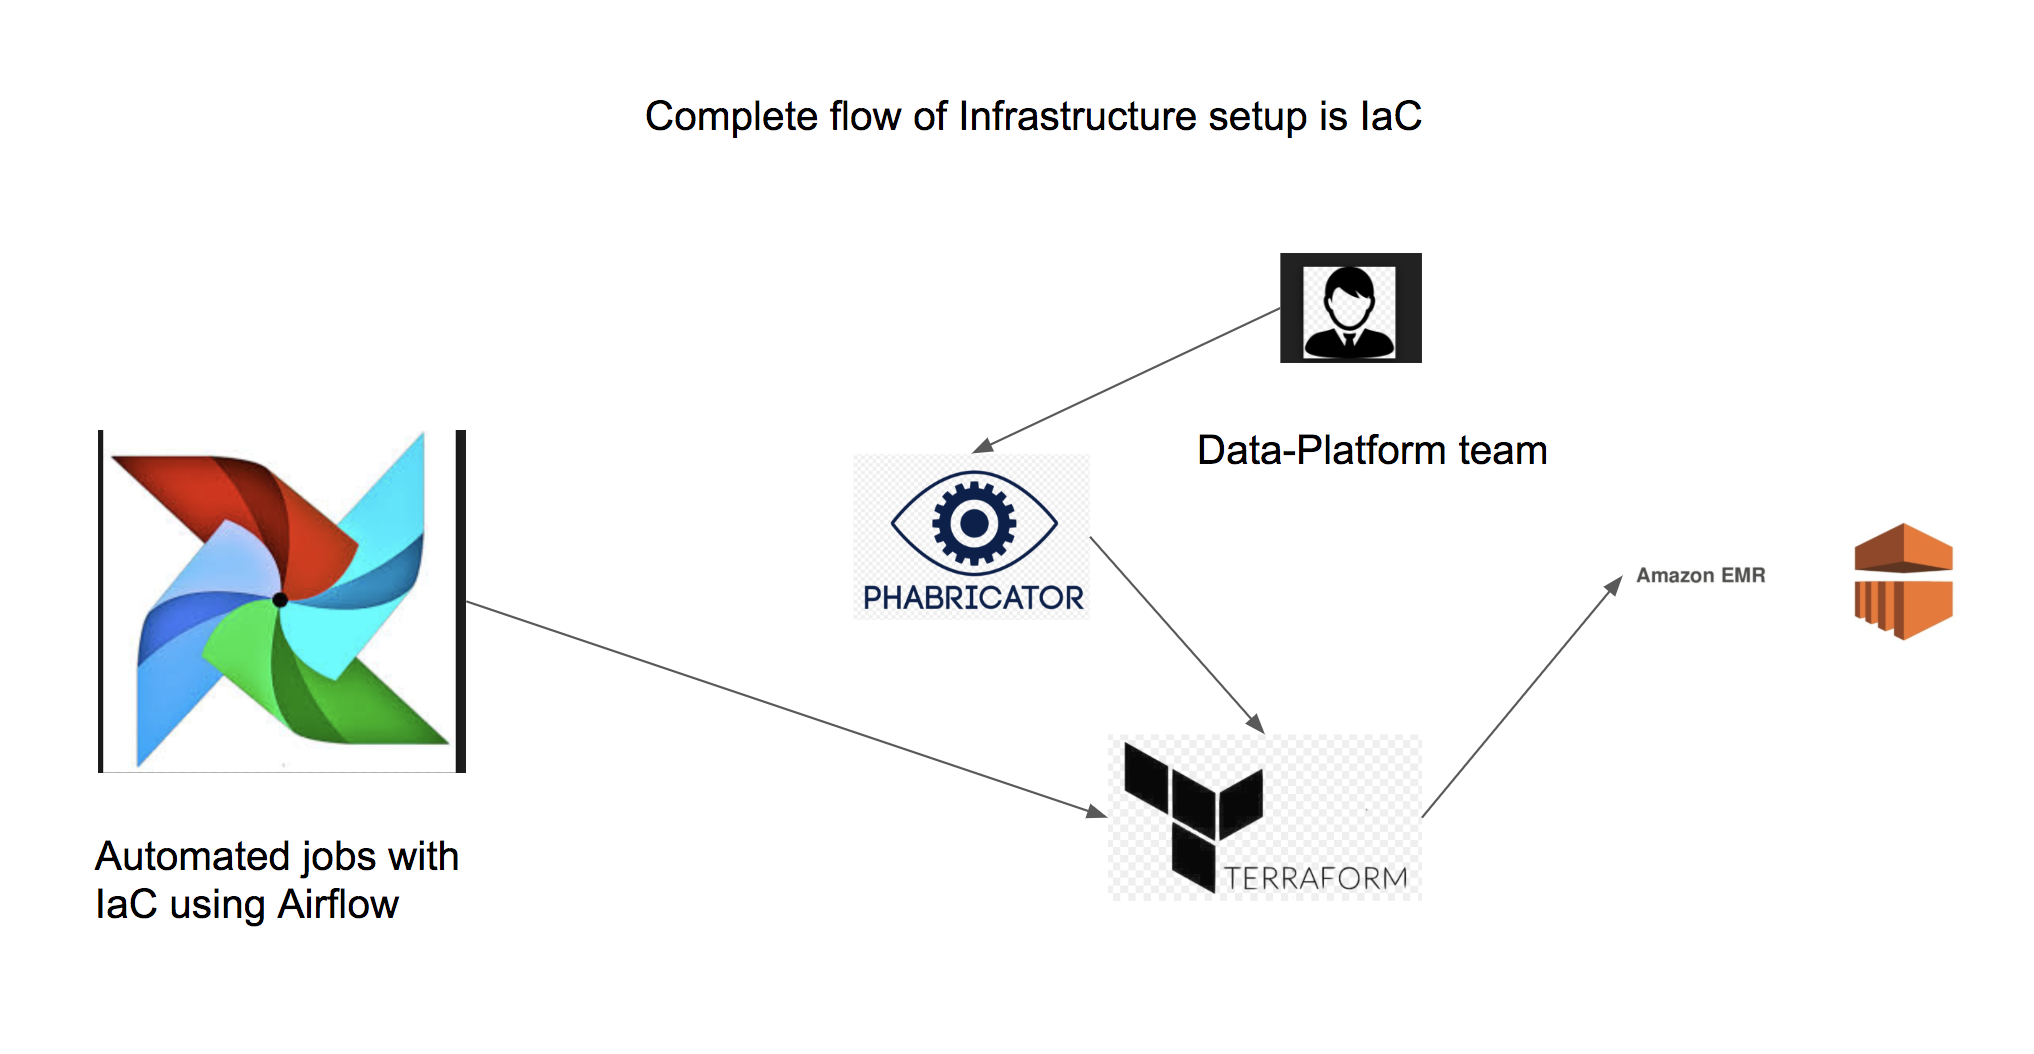 Complete flow of Infrastructure setup is IaC
Data-Platform team
PHABRICATOR
Amazon EMR
TERRAFORM
Automated jobs with
IaC using Airflow